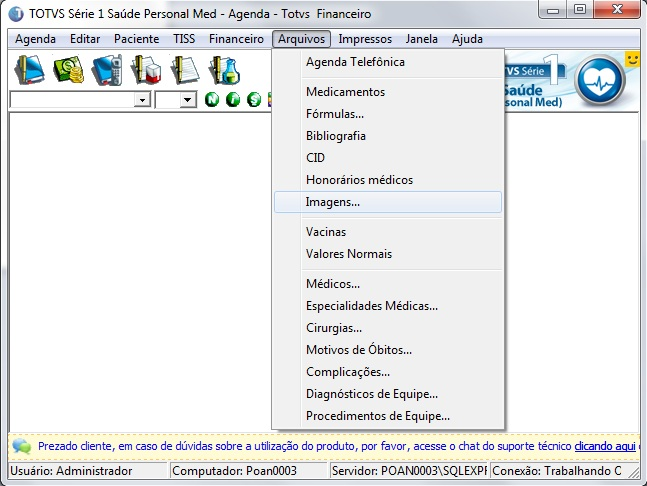 TOTVS Série 1 Saúde Personal Med - Agenda - Totvs Financeiro
Agenda Editar Paciente TISS Financeiro Arquivos Impressos Janela Ajuda
Agenda Telefônica
Medicamentos
Fórmulas...
Bibliografia
CID
Honorários médicos
Imagens...
Vacinas
Valores Normais
Médicos...
Especialidades Médicas...
Cirurgias...
Motivos de Óbitos...
Complicações...
Diagnósticos de Equipe...
Procedimentos de Equipe...
N T S
VS Série 1
Saúde
sonal Med)
Prezado cliente, em caso de dúvidas sobre a utilização do produto, por favor, acesse o chat do suporte técnico clicando aqui
Usuário: Administrador Computador: Poan0003 Servidor: POAN0003\SQLEXPR Conexão: Trabalhando O